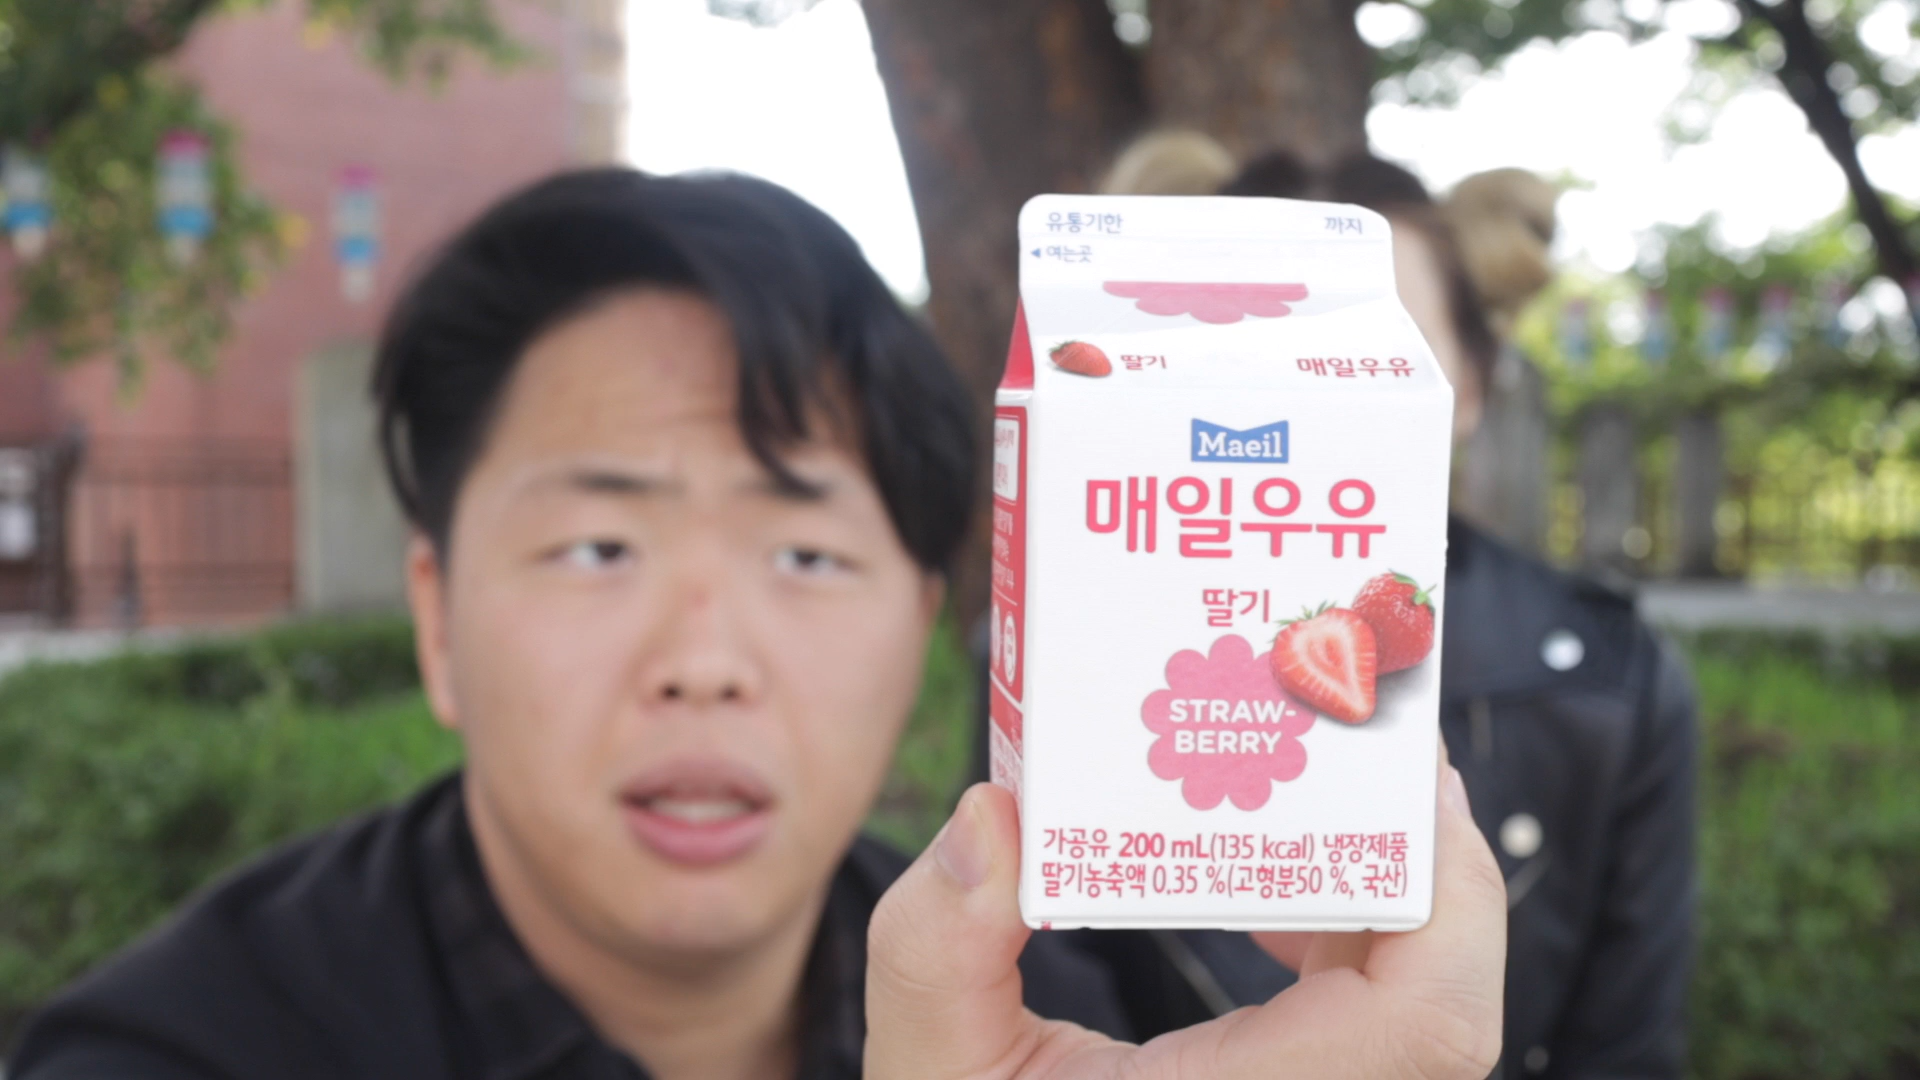 유통기한 까지
◀ 여는곳
딸기 매일우유
Maeil
매일우유
딸기
STRAW-
BERRY
가공유 200 mL(135 kcal) 냉장제품
딸기농축액 0.35 %(고형분50 %, 국산)